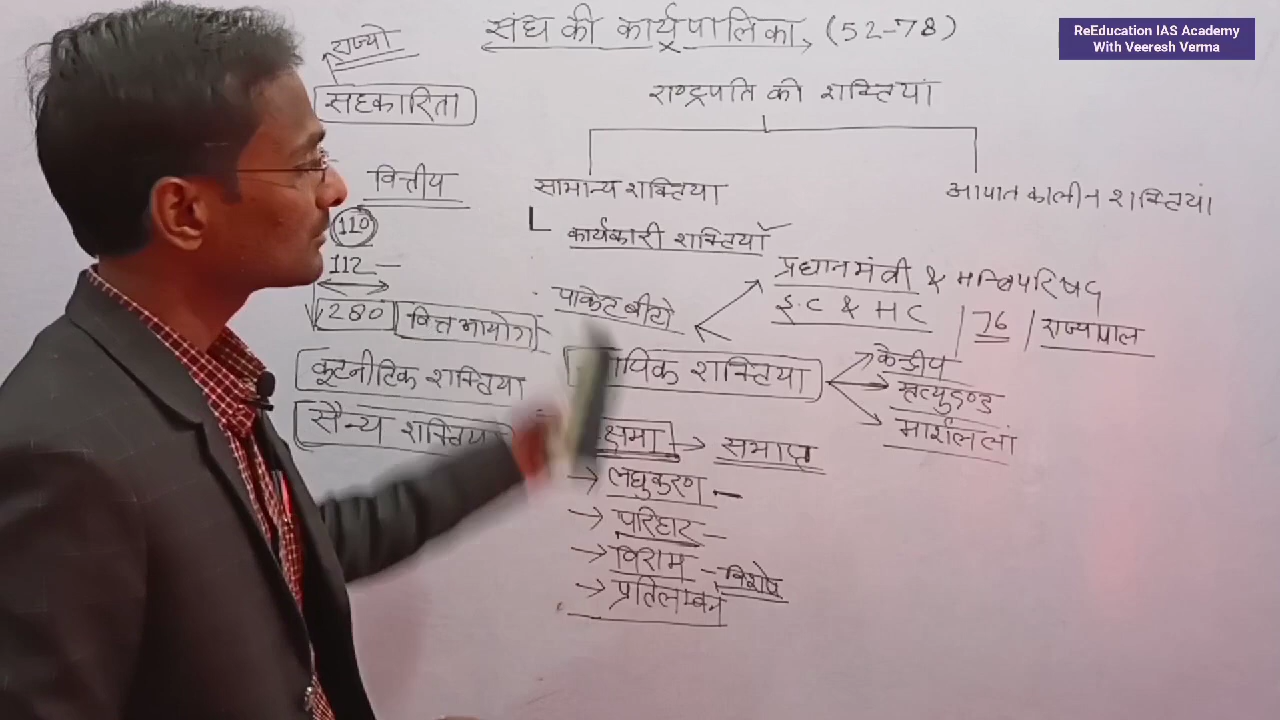 ReEducation IAS Academy
With Veeresh Verma
संघ की कार्यपालिका, (52-78)
राज्यो
सहकारिता
राष्ट्रपति की शक्तियां
वित्तीय
110
112 —
280 वित्त आयोग
कूटनीतिक शक्तिया
सैन्य
सामान्य शक्तिया
आपात कालीन शक्तियां
कार्यकारी शक्तियाँ
प्रधानमंत्री & मन्त्रिपरिषद
& HC / 76 / राज्यपाल
पाकेट बीटो
शक्तिया
केन्द्रीय
मृत्युदण्ड
मार्शल लॉ
क्षमा → समाप्त
→ लघुकरण —
→ परिहार —
→ विराम — विशेष
→ प्रतिलम्बन